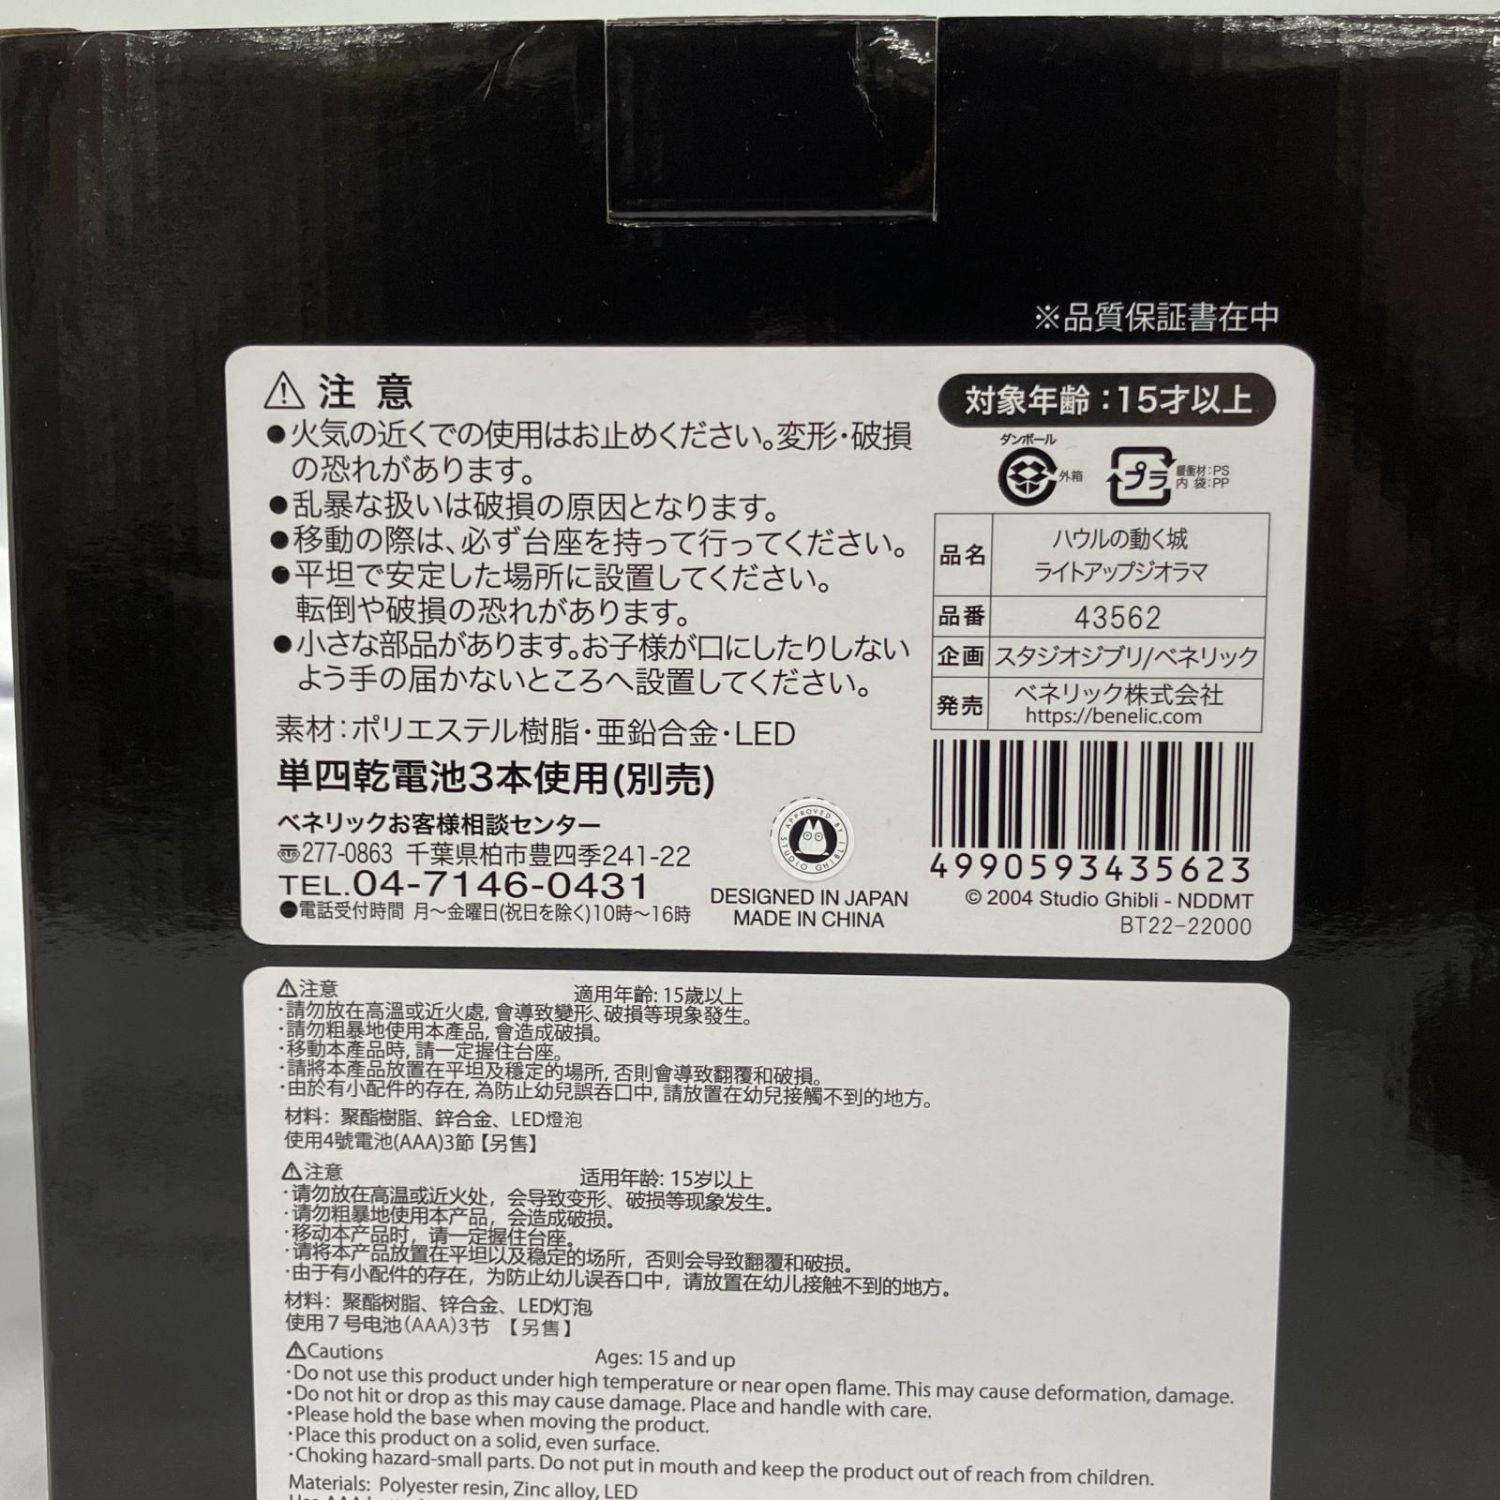 ※品質保証書在中
⚠ 注意
●火気の近くでの使用はお止めください。変形・破損
の恐れがあります。
●乱暴な扱いは破損の原因となります。
●移動の際は、必ず台座を持って行ってください。
●平坦で安定した場所に設置してください。
転倒や破損の恐れがあります。
●小さな部品があります。お子様が口にしたりしない
よう手の届かないところへ設置してください。
素材：ポリエステル樹脂・亜鉛合金・LED
単四乾電池3本使用(別売)
ベネリックお客様相談センター
〠277-0863 千葉県柏市豊四季241-22
TEL.04-7146-0431
●電話受付時間 月〜金曜日(祝日を除く)10時〜16時
APPROVED BY STUDIO GHIBLI
DESIGNED IN JAPAN
MADE IN CHINA
対象年齢：15才以上
ダンボール
外箱
プラ
緩衝材：PS
内 袋：PP
品名
ハウルの動く城
ライトアップジオラマ
品番 43562
企画 スタジオジブリ/ベネリック
発売
ベネリック株式会社
https://benelic.com
4990593435623
© 2004 Studio Ghibli - NDDMT
BT22-22000
⚠注意 適用年齡: 15歲以上
·請勿放在高溫或近火處, 會導致變形、破損等現象發生。
·請勿粗暴地使用本產品, 會造成破損。
·移動本產品時, 請一定握住台座。
·請將本產品放置在平坦及穩定的場所, 否則會導致翻覆和破損。
·由於有小配件的存在, 為防止幼兒誤吞口中, 請放置在幼兒接觸不到的地方。
材料：聚酯樹脂、鋅合金、LED燈泡
使用4號電池(AAA)3節【另售】
⚠注意 适用年龄: 15岁以上
·请勿放在高温或近火处，会导致变形、破损等现象发生。
·请勿粗暴地使用本产品，会造成破损。
·移动本产品时，请一定握住台座。
·请将本产品放置在平坦以及稳定的场所，否则会导致翻覆和破损。
·由于有小配件的存在，为防止幼儿误吞口中，请放置在幼儿接触不到的地方。
材料：聚酯树脂、锌合金、LED灯泡
使用7号电池(AAA)3节 【另售】
⚠Cautions Ages: 15 and up
·Do not use this product under high temperature or near open flame. This may cause deformation, damage.
·Do not hit or drop as this may cause damage. Place and handle with care.
·Please hold the base when moving the product.
·Place this product on a solid, even surface.
·Choking hazard-small parts. Do not put in mouth and keep the product out of reach from children.
Materials: Polyester resin, Zinc alloy, LED